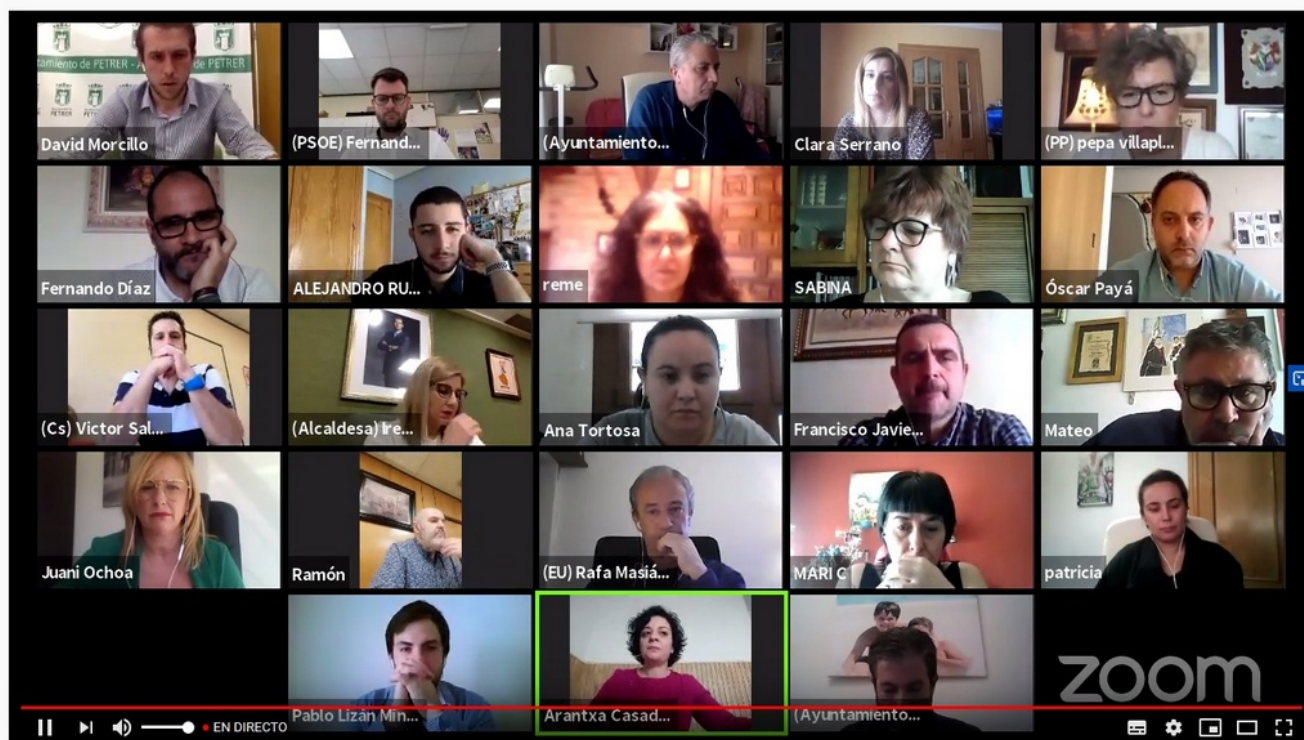 tamiento de PETRER - A
DE PETRER
David Morcillo
(PSOE) Fernand...
(Ayuntamiento...
Clara Serrano
(PP) pepa villapl...
Fernando Díaz
ALEJANDRO RU...
reme
SABINA
Óscar Payá
(Cs) Victor Sal...
(Alcaldesa) Ire...
Ana Tortosa
Francisco Javie...
Mateo
Juani Ochoa
Ramón
(EU) Rafa Masiá...
MARI C
patricia
Pablo Lizán Min...
Arantxa Casad...
(Ayuntamiento...
zoom
EN DIRECTO